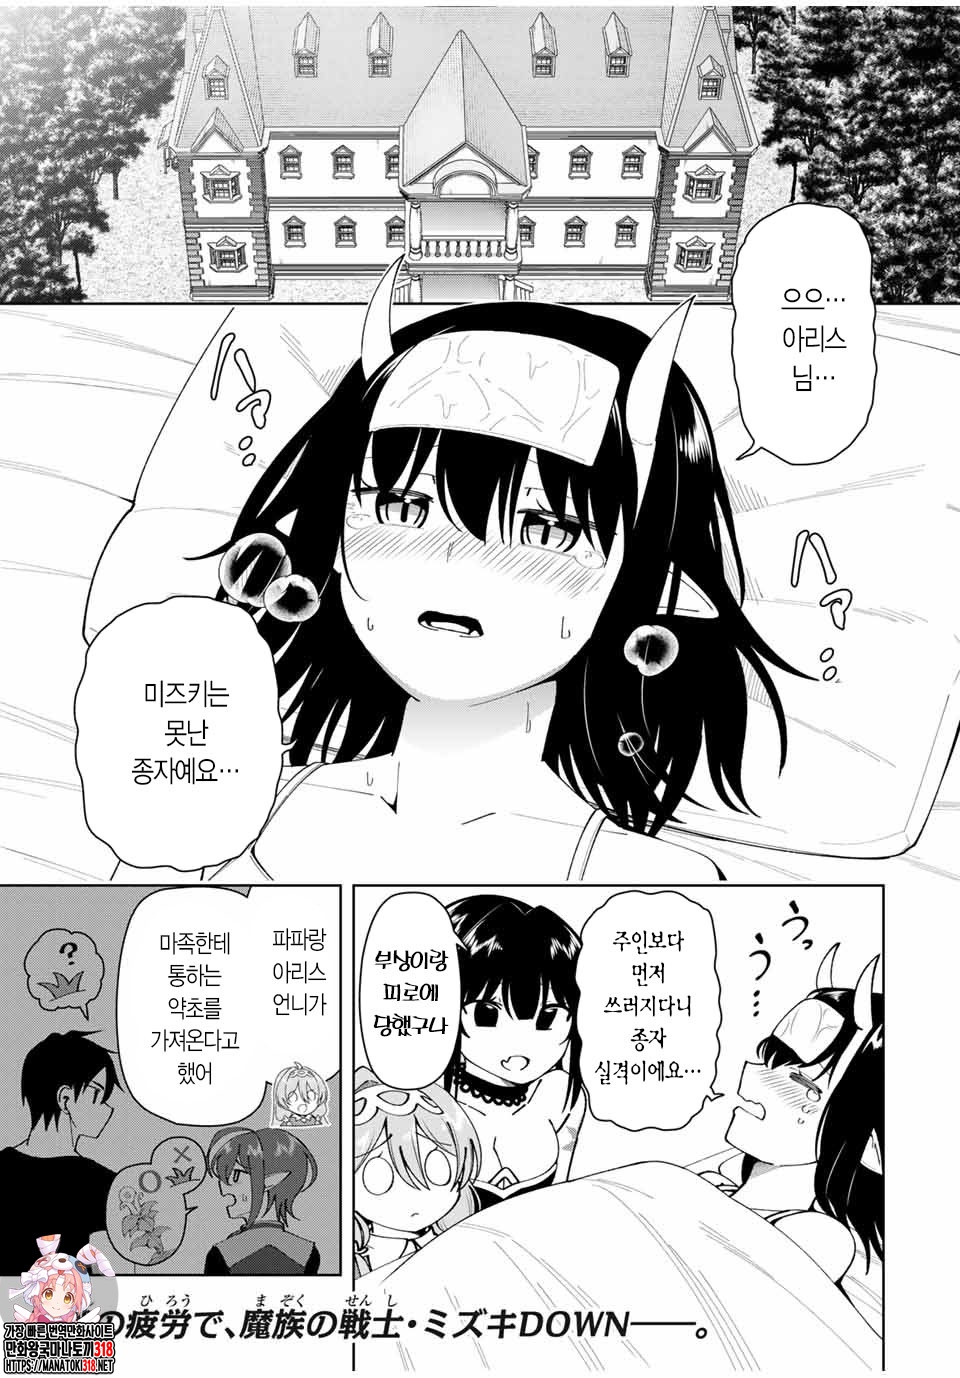 으으…
아리스
님…
ハァ…
ハァ…
미즈키는
못난
종자예요…
うっ
うっ
주인보다
먼저
쓰러지다니
종자
실격이에요…
부상이랑
피로에
당했구나
파파랑
아리스
언니가
마족한테
통하는
약초를
가져온다고
했어
?
の疲労で、魔族の戦士・ミズキDOWN――。
ひろう
まぞく
せんし
가장 빠른 번역만화사이트
만화왕국마나토끼318
HTTPS://MANATOKI318.NET